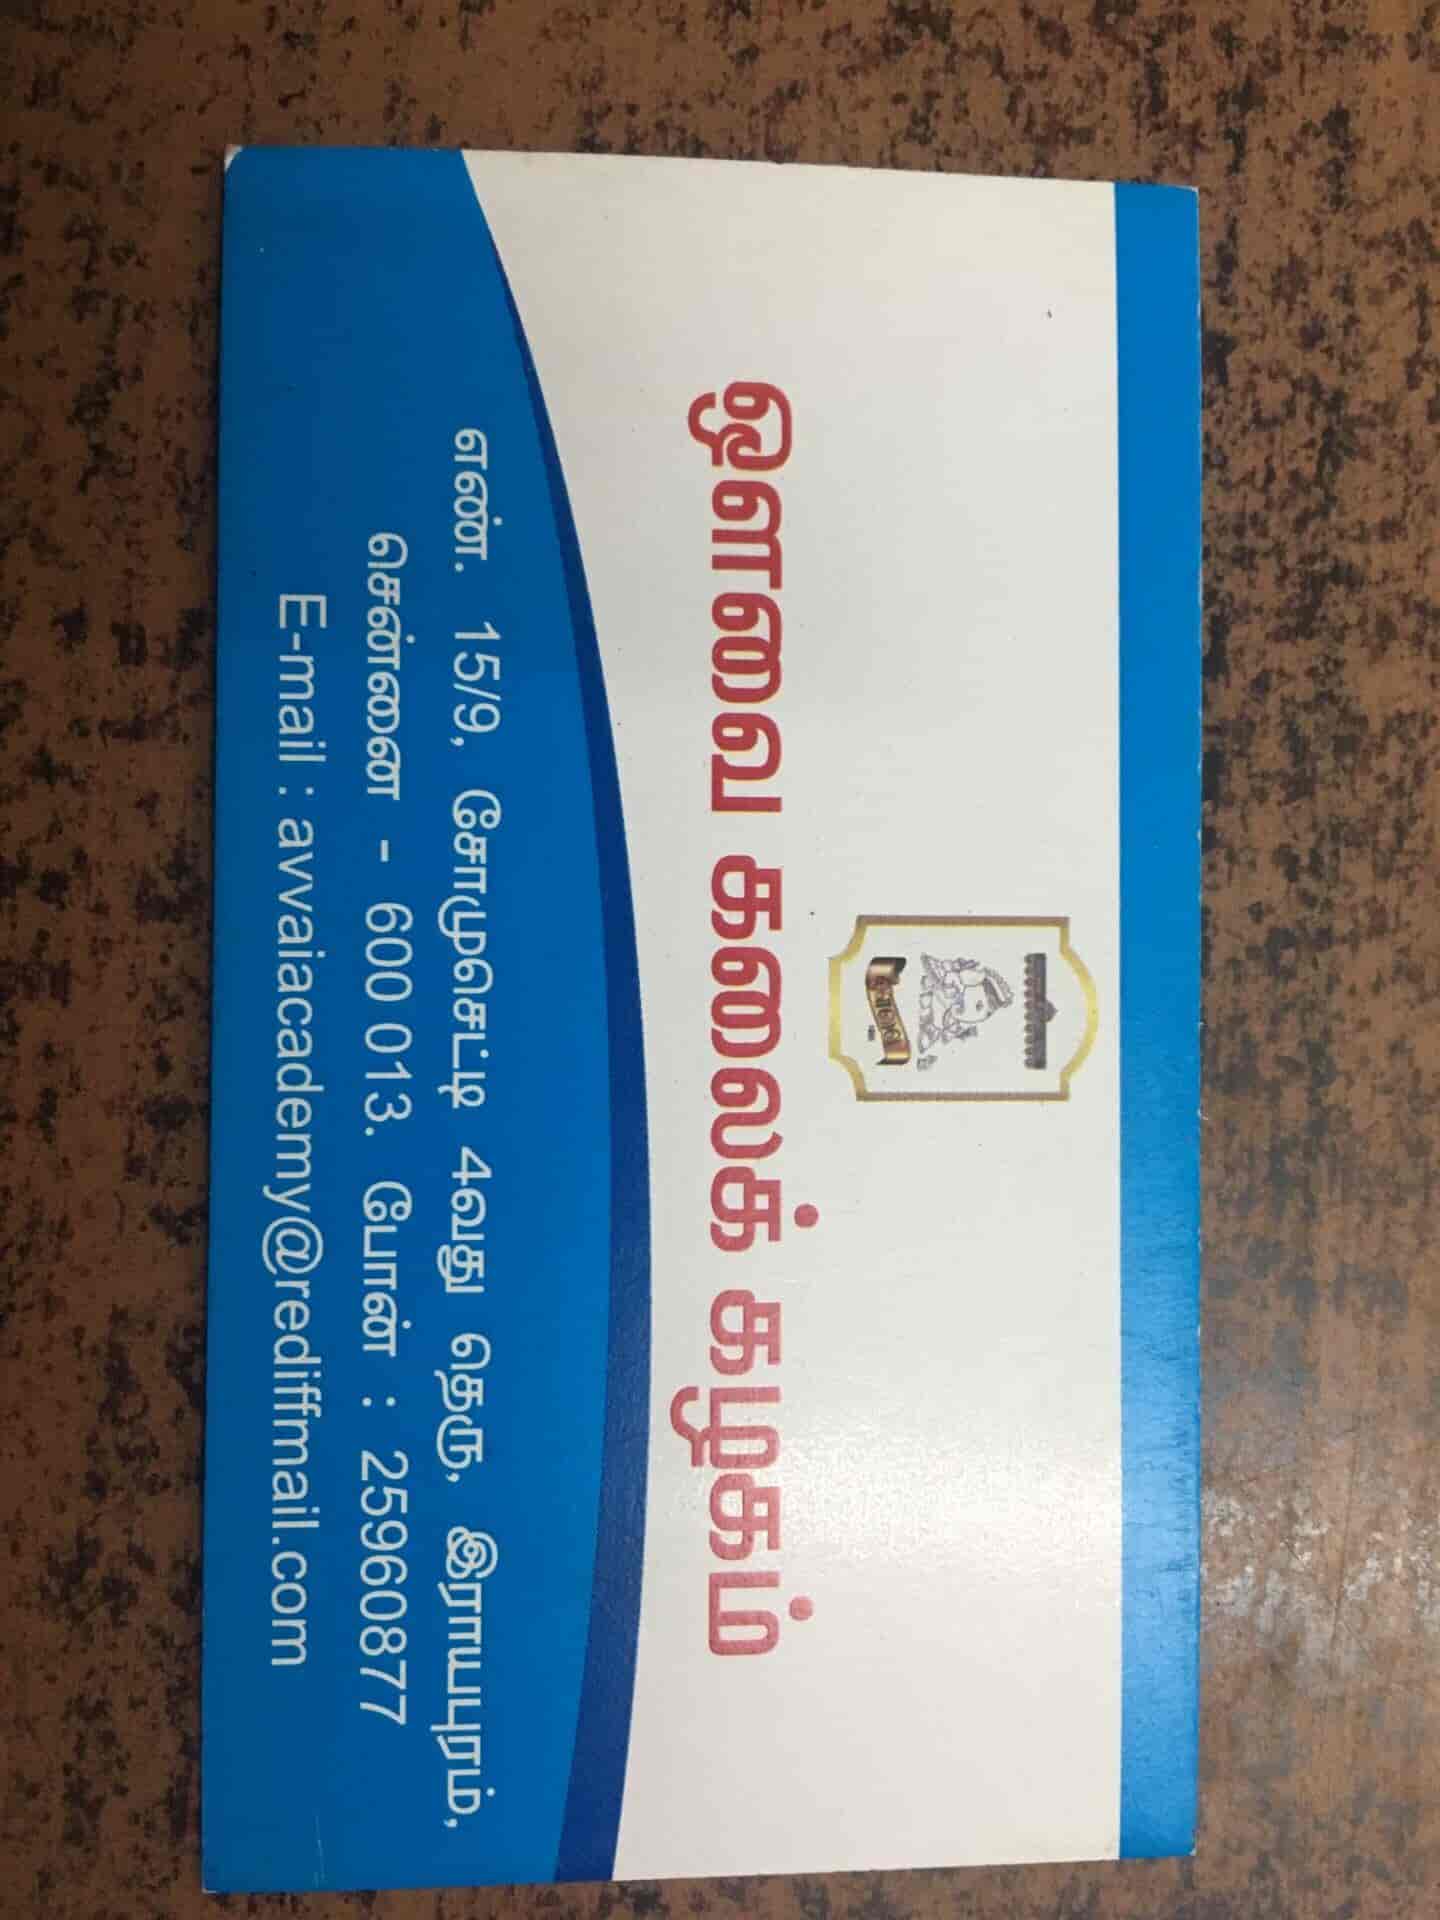 ஔவை கலைக் கழகம்
எண். 15/9, சோமுசெட்டி 4வது தெரு, இராயபுரம்,
சென்னை - 600 013. போன் : 25960877
E-mail : avvaiacademy@rediffmail.com